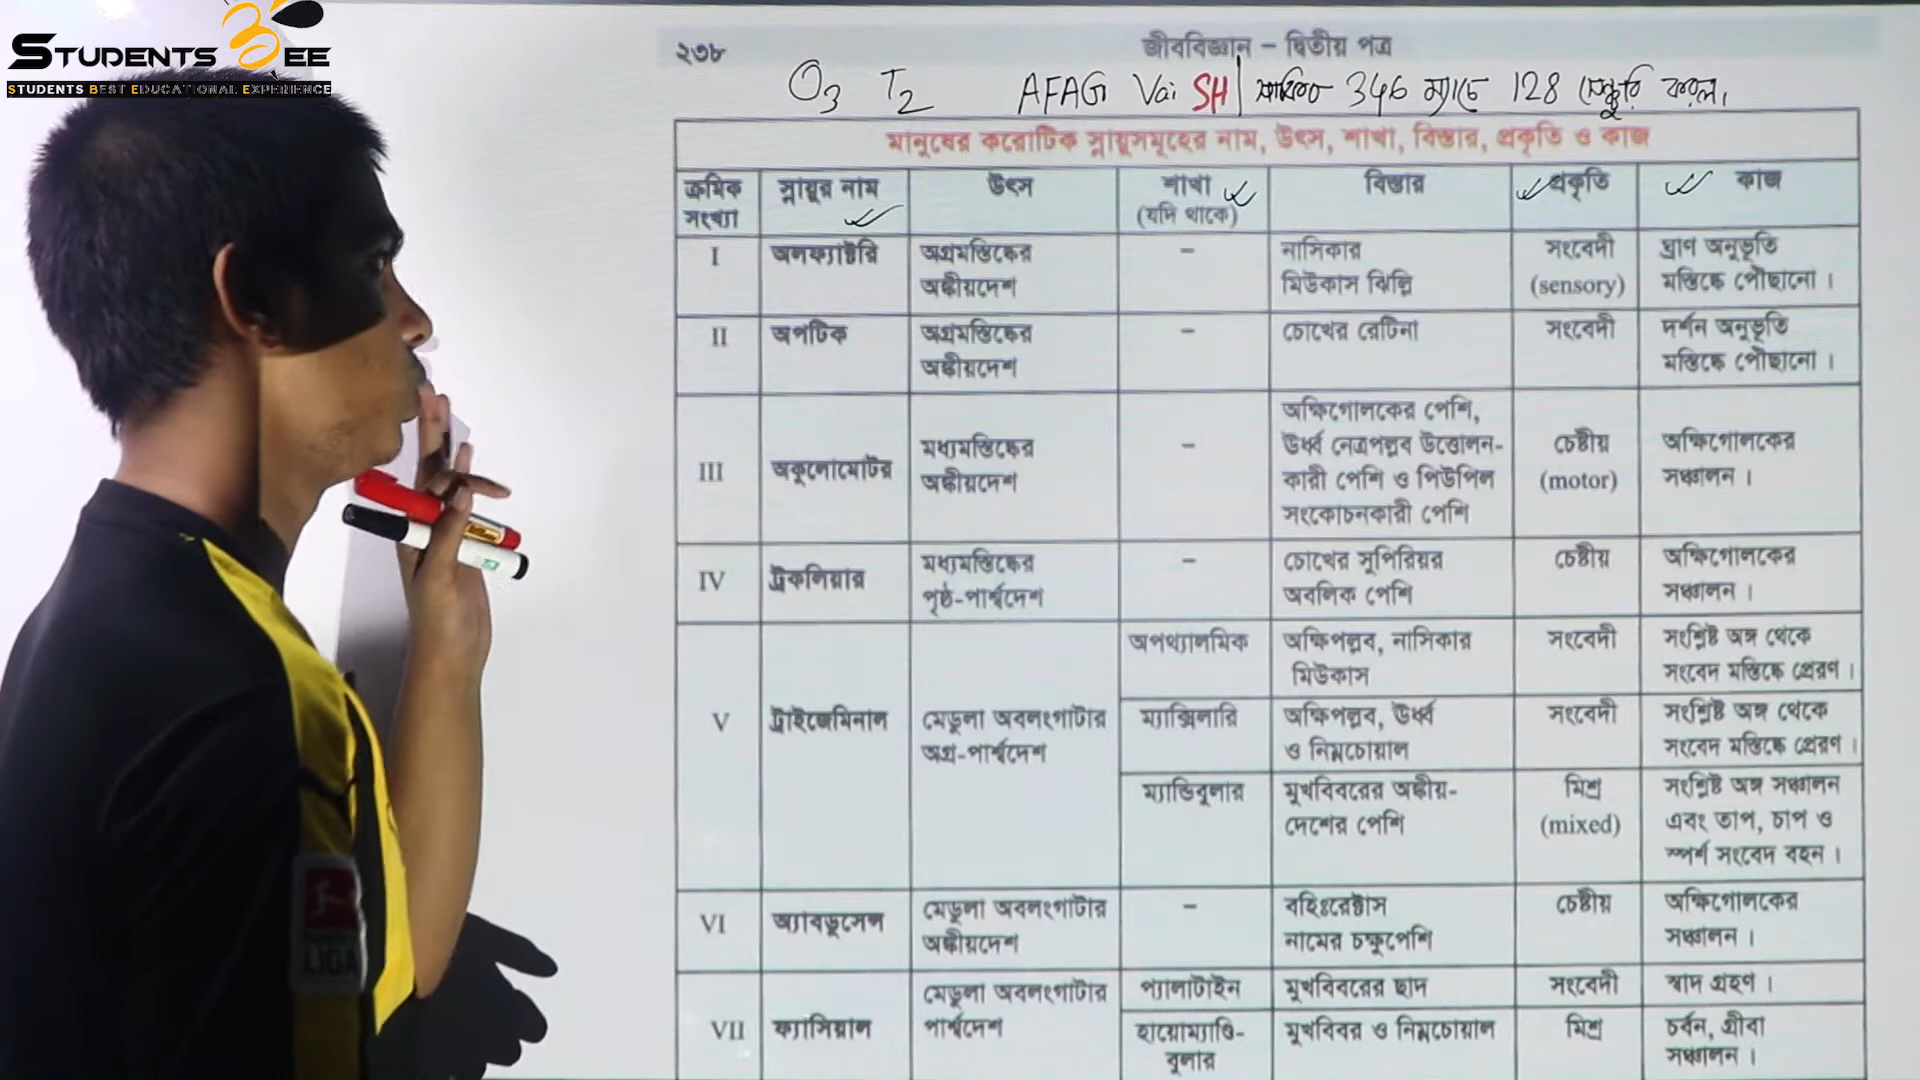 STUDENTS BEE
STUDENTS BEST EDUCATIONAL EXPERIENCE
২৩৮
জীববিজ্ঞান – দ্বিতীয় পত্র
O3 T2 AFAG Vai SH | সাকিব 346 ম্যাচে 128 সেঞ্চুরি করল।
মানুষের করোটিক স্নায়ুসমূহের নাম, উৎস, শাখা, বিস্তার, প্রকৃতি ও কাজ
ক্রমিক সংখ্যা
স্নায়ুর নাম
উৎস
শাখা (যদি থাকে)
বিস্তার
প্রকৃতি
কাজ
I
অলফ্যাক্টরি
অগ্রমস্তিষ্কের
অঙ্কীয়দেশ
–
নাসিকার
মিউকাস ঝিল্লি
সংবেদী
(sensory)
ঘ্রাণ অনুভূতি
মস্তিষ্কে পৌঁছানো।
II
অপটিক
অগ্রমস্তিষ্কের
অঙ্কীয়দেশ
–
চোখের রেটিনা
সংবেদী
দর্শন অনুভূতি
মস্তিষ্কে পৌঁছানো।
III
অকুলোমোটর
মধ্যমস্তিষ্কের
অঙ্কীয়দেশ
–
অক্ষিগোলকের পেশি,
ঊর্ধ্ব নেত্রপল্লব উত্তোলন-
কারী পেশি ও পিউপিল
সংকোচনকারী পেশি
চেষ্টীয়
(motor)
অক্ষিগোলকের
সঞ্চালন।
IV
ট্রকলিয়ার
মধ্যমস্তিষ্কের
পৃষ্ঠ-পার্শ্বদেশ
–
চোখের সুপিরিয়র
অবলিক পেশি
চেষ্টীয়
অক্ষিগোলকের
সঞ্চালন।
V
ট্রাইজেমিনাল
মেডুলা অবলংগাটার
অগ্র-পার্শ্বদেশ
অপথ্যালমিক
অক্ষিপল্লব, নাসিকার
মিউকাস
সংবেদী
সংশ্লিষ্ট অঙ্গ থেকে
সংবেদ মস্তিষ্কে প্রেরণ।
ম্যাক্সিলারি
অক্ষিপল্লব, ঊর্ধ্ব
ও নিম্নচোয়াল
সংবেদী
সংশ্লিষ্ট অঙ্গ থেকে
সংবেদ মস্তিষ্কে প্রেরণ।
ম্যান্ডিবুলার
মুখবিবরের অঙ্কীয়-
দেশের পেশি
মিশ্র
(mixed)
সংশ্লিষ্ট অঙ্গ সঞ্চালন
এবং তাপ, চাপ ও
স্পর্শ সংবেদ বহন।
VI
অ্যাবডুসেন্স
মেডুলা অবলংগাটার
অঙ্কীয়দেশ
–
বহিঃরেক্টাস
নামের চক্ষুপেশি
চেষ্টীয়
অক্ষিগোলকের
সঞ্চালন।
VII
ফ্যাসিয়াল
মেডুলা অবলংগাটার
পার্শ্বদেশ
প্যালাটাইন
মুখবিবরের ছাদ
সংবেদী
স্বাদ গ্রহণ।
হায়োম্যান্ডি-
বুলার
মুখবিবর ও নিম্নচোয়াল
মিশ্র
চর্বন, গ্রীবা
সঞ্চালন।
LIGA